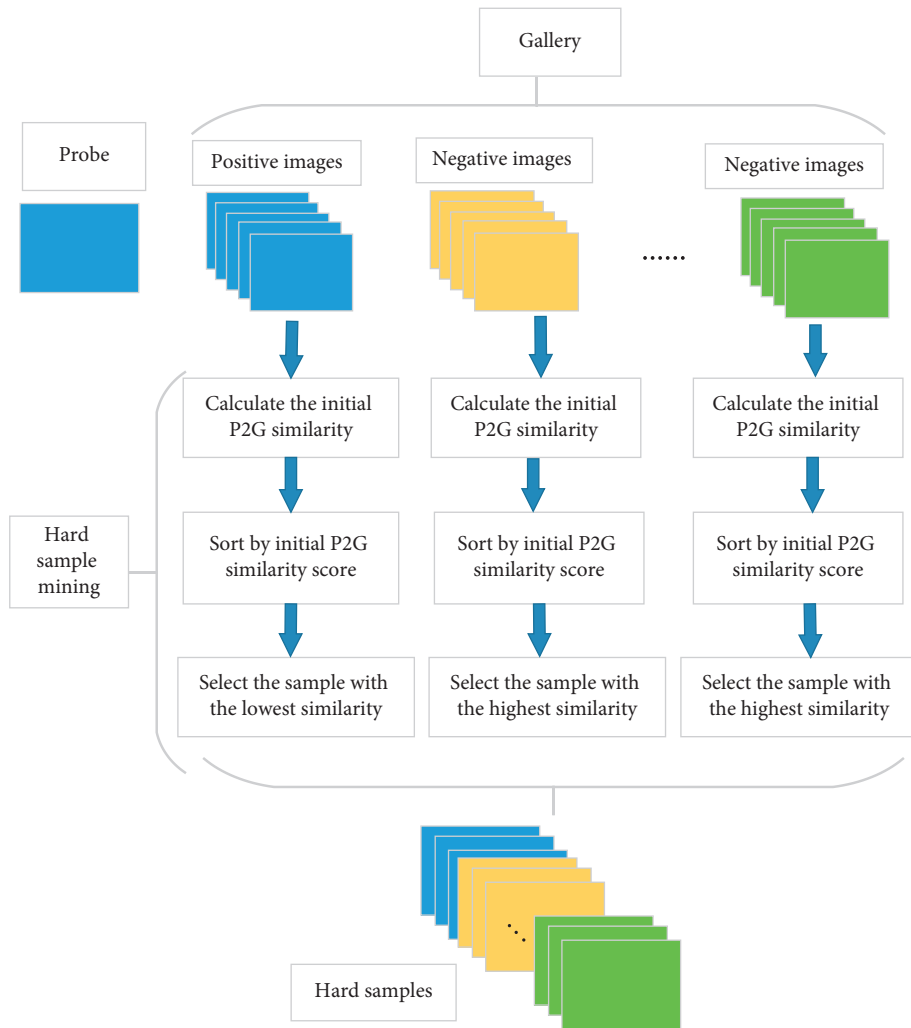 Gallery
Probe
Positive images
Negative images
Negative images
......
Calculate the initial
P2G similarity
Calculate the initial
P2G similarity
Calculate the initial
P2G similarity
Hard
sample
mining
Sort by initial P2G
similarity score
Sort by initial P2G
similarity score
Sort by initial P2G
similarity score
Select the sample with
the lowest similarity
Select the sample with
the highest similarity
Select the sample with
the highest similarity
Hard samples